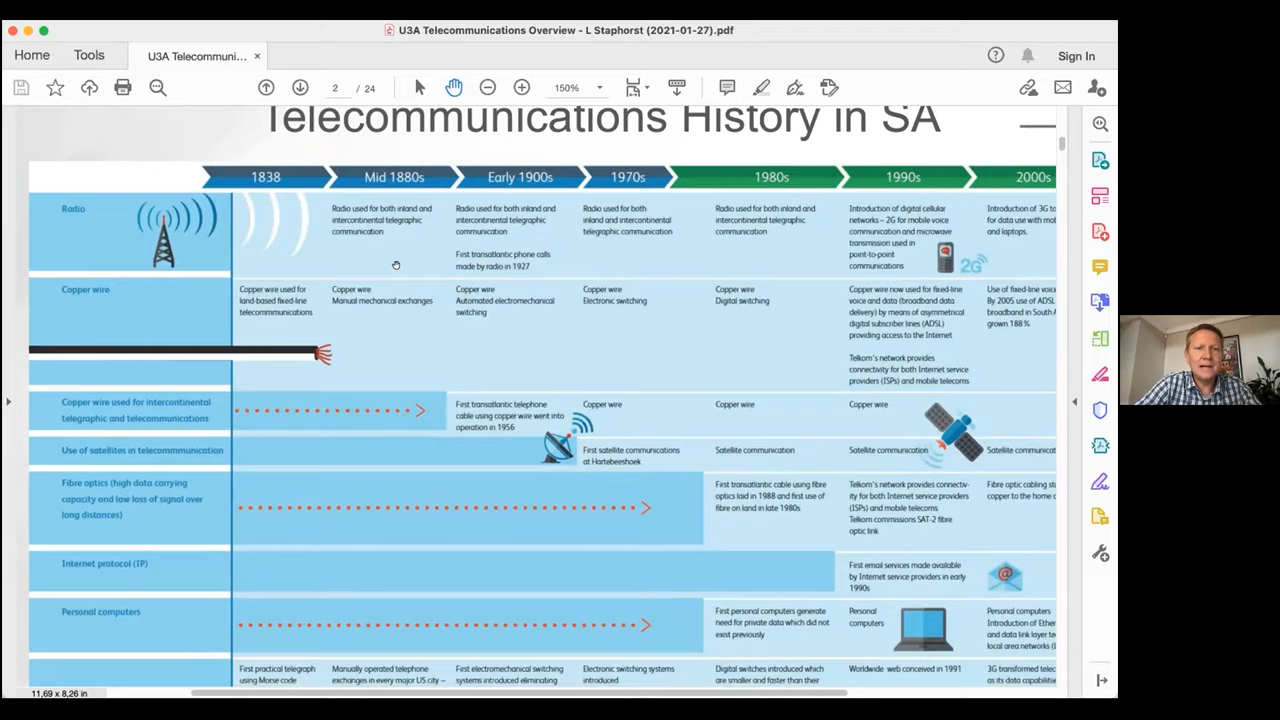 U3A Telecommunications Overview - L Staphorst (2021-01-27).pdf
Home Tools U3A Telecommuni... × Sign In
2 / 24 150%
Telecommunications History in SA
1838 Mid 1880s Early 1900s 1970s 1980s 1990s 2000s
Radio
Radio used for both inland and
intercontinental telegraphic
communication
Radio used for both inland and
intercontinental telegraphic
communication
First transatlantic phone calls
made by radio in 1927
Radio used for both
inland and intercontinental
telegraphic communication
Radio used for both inland and
intercontinental telegraphic
communication
Introduction of digital cellular
networks – 2G for mobile voice
communication and microwave
transmission used in
point-to-point
communications
2G
Introduction of 3G t
for data use with mo
and laptops.
Copper wire
Copper wire used for
land-based fixed-line
telecommmunications
Copper wire
Manual mechanical exchanges
Copper wire
Automated electromechanical
switching
Copper wire
Electronic switching
Copper wire
Digital switching
Copper wire now used for fixed-line
voice and data (broadband data
delivery) by means of asymmetrical
digital subscriber lines (ADSL)
providing access to the Internet
Telkom's network provides
connectivity for both Internet service
providers (ISPs) and mobile telecoms
Use of fixed-line voic
By 2005 use of ADSL
broadband in South A
grown 188 %
Copper wire used for intercontinental
telegraphic and telecommunications
First transatlantic telephone
cable using copper wire went into
operation in 1956
Copper wire
Copper wire
Copper wire
Use of satellites in telecommmunication
First satellite communications
at Hartebeeshoek
Satellite communication
Satellite communication
Satellite communicat
Fibre optics (high data carrying
capacity and low loss of signal over
long distances)
First transatlantic cable using fibre
optics laid in 1988 and first use of
fibre on land in late 1980s
Telkom's network provides connectiv-
ity for both Internet service providers
(ISPs) and mobile telecoms
Telkom commissions SAT-2 fibre
optic link
Fibre optic cabling sta
copper to the home o
Internet protocol (IP)
First email services made available
by Internet service providers in early
1990s
@
Personal computers
First personal computers generate
need for private data which did not
exist previously
Personal
computers
Personal computers
Introduction of Ether
and data link layer te
local area networks (L
First practical telegraph
using Morse code
Manually operated telephone
exchanges in every major US city –
First electromechanical switching
systems introduced eliminating
Electronic switching systems
introduced
Digital switches introduced which
are smaller and faster than their
Worldwide web conceived in 1991
3G transformed telec
as its data capabilitie
11,69 x 8,26 in